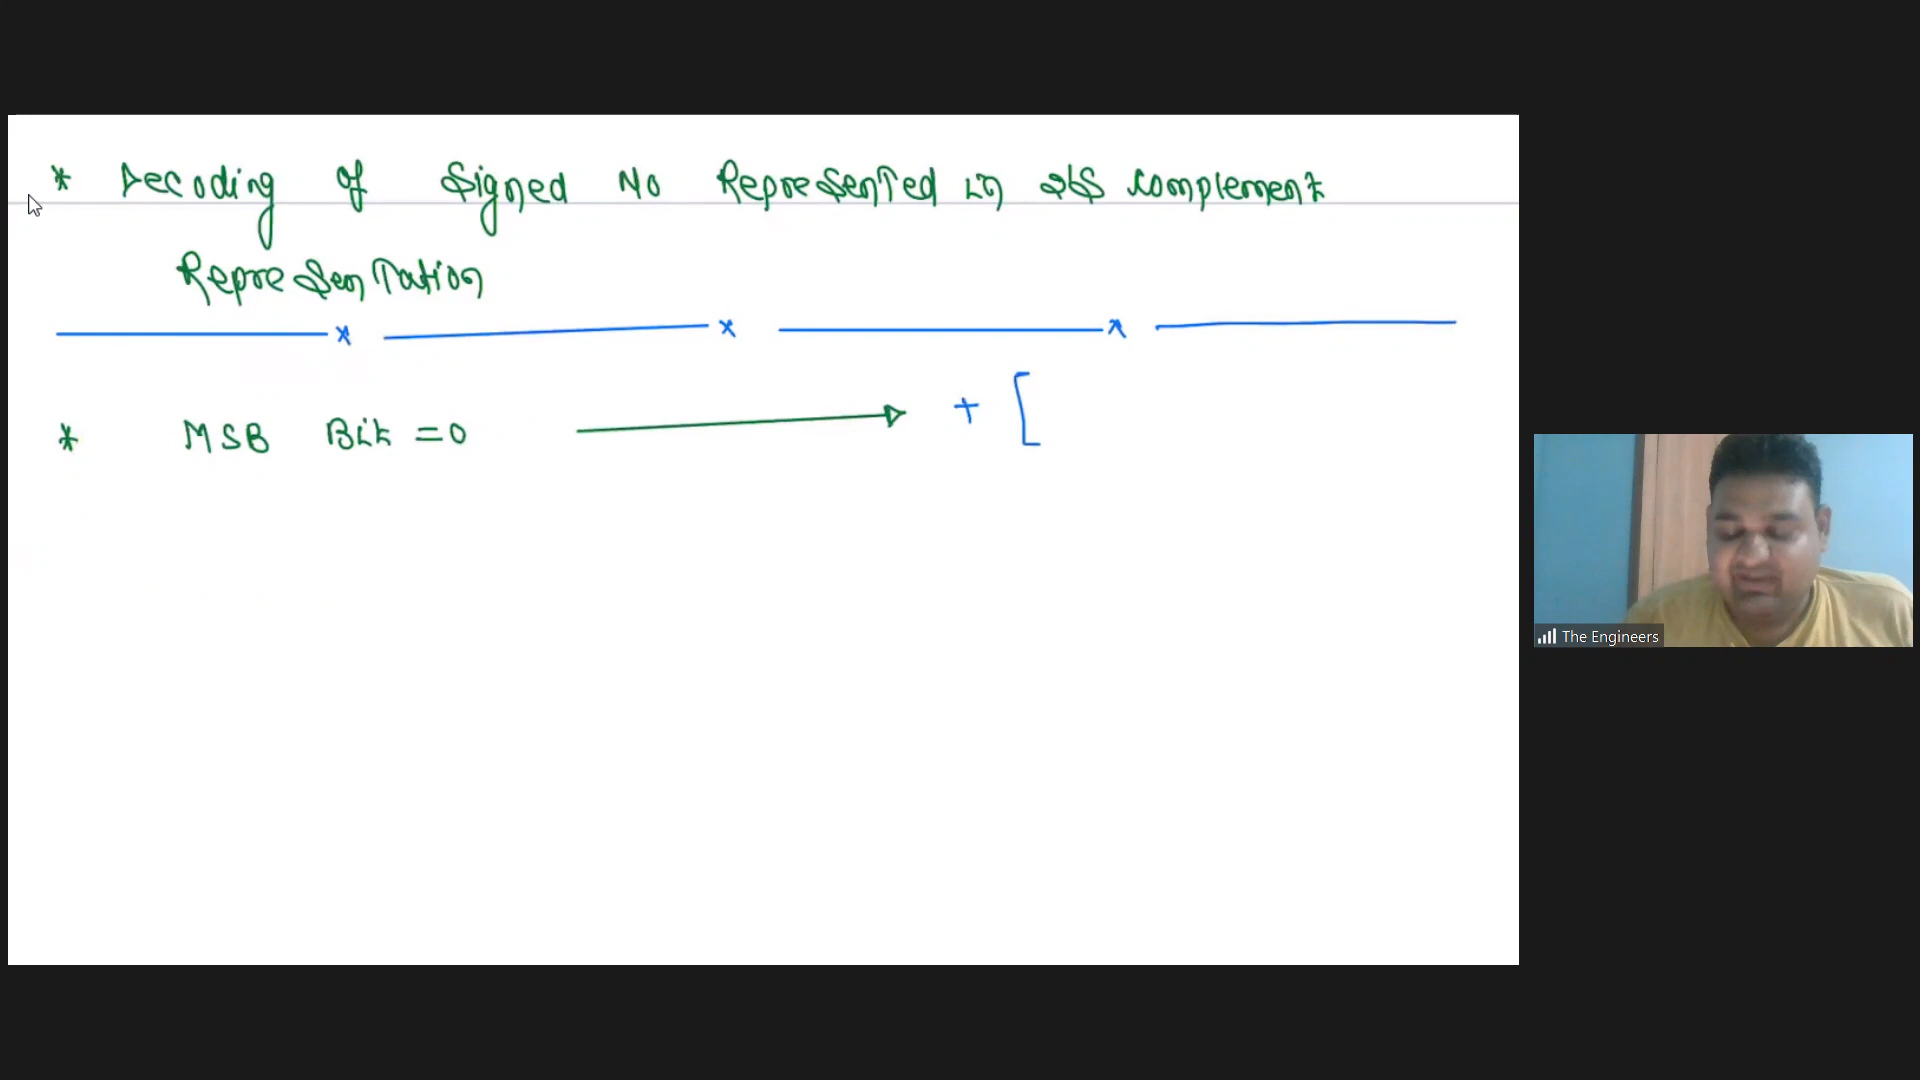 * Decoding of Signed No Represented in 2's complement
Representation
* MSB Bit = 0 + [
The Engineers